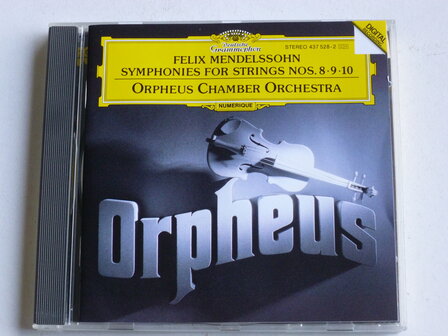 Deutsche
Grammophon
STEREO 437 528-2
DIGITAL
RECORDING
FELIX MENDELSSOHN
SYMPHONIES FOR STRINGS NOS. 8·9·10
ORPHEUS CHAMBER ORCHESTRA
NUMERIQUE
Orpheus